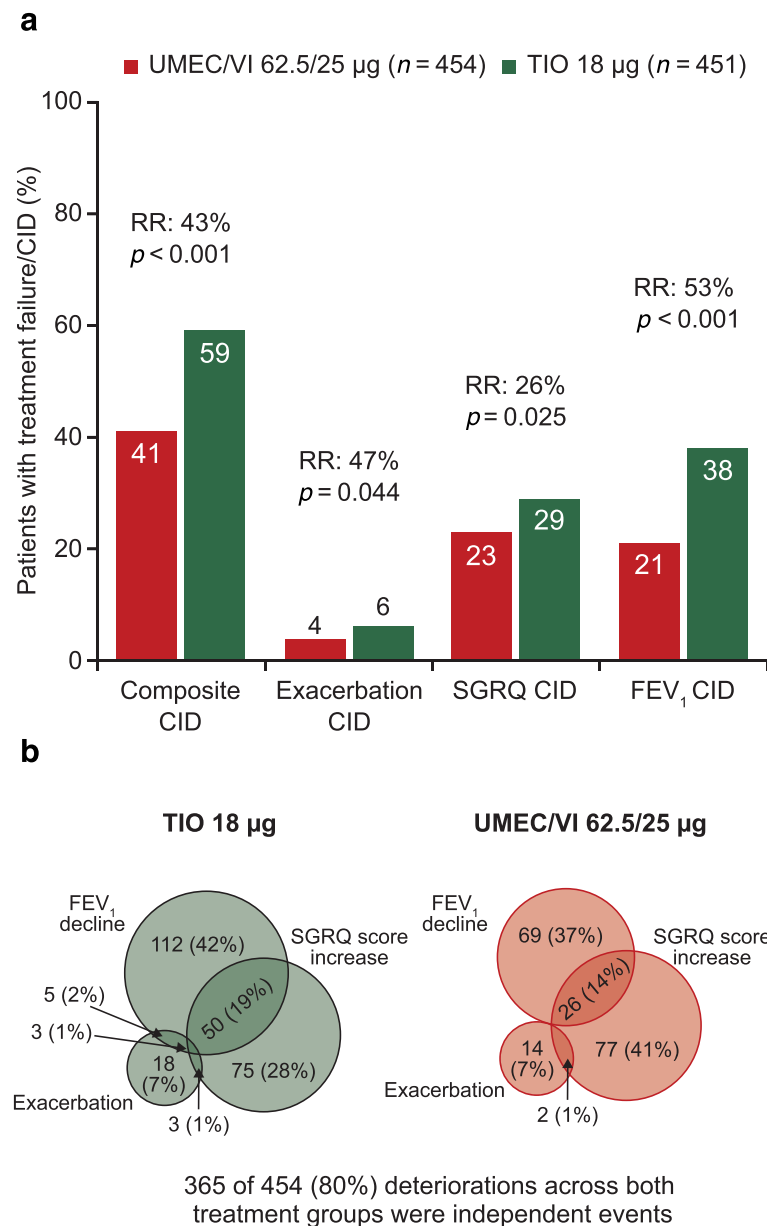 a
UMEC/VI 62.5/25 µg (n = 454) TIO 18 µg (n = 451)
Patients with treatment failure/CID (%)
100
80
60
40
20
0
RR: 43%
p < 0.001
RR: 47%
p = 0.044
RR: 26%
p = 0.025
RR: 53%
p < 0.001
41
59
4
6
23
29
21
38
Composite
CID
Exacerbation
CID
SGRQ CID
FEV₁ CID
b
TIO 18 µg
FEV₁
decline
112 (42%)
SGRQ score
increase
50 (19%)
5 (2%)
3 (1%)
18
(7%)
75 (28%)
Exacerbation
3 (1%)
UMEC/VI 62.5/25 µg
FEV₁
decline
69 (37%)
SGRQ score
increase
26 (14%)
14
(7%)
77 (41%)
Exacerbation
2 (1%)
365 of 454 (80%) deteriorations across both
treatment groups were independent events